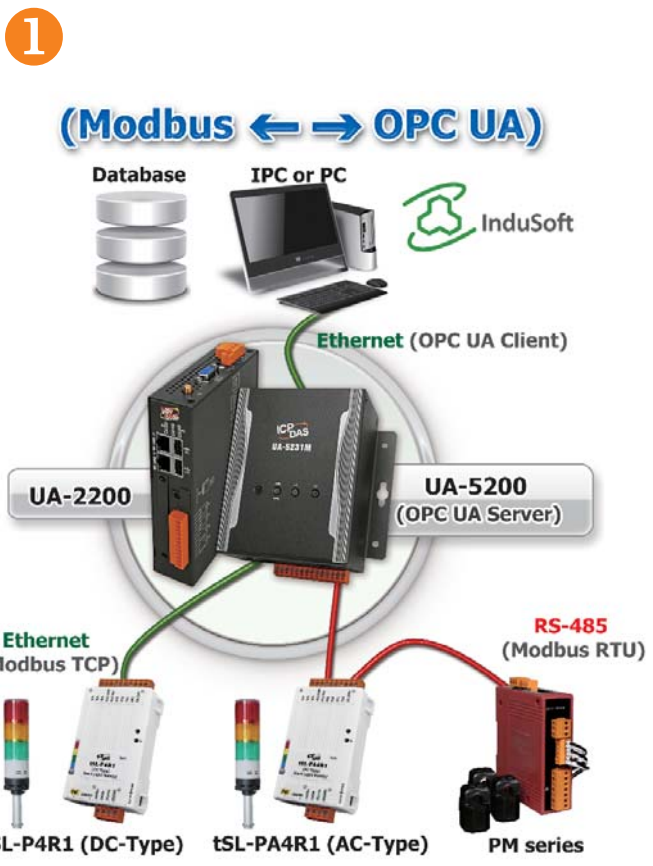 1
(Modbus ← → OPC UA)
Database
IPC or PC
InduSoft
Ethernet (OPC UA Client)
ICP DAS
UA-5231M
UA-2200
UA-5200
(OPC UA Server)
Ethernet
Modbus TCP)
RS-485
(Modbus RTU)
SL-P4R1 (DC-Type)
tSL-PA4R1 (AC-Type)
PM series